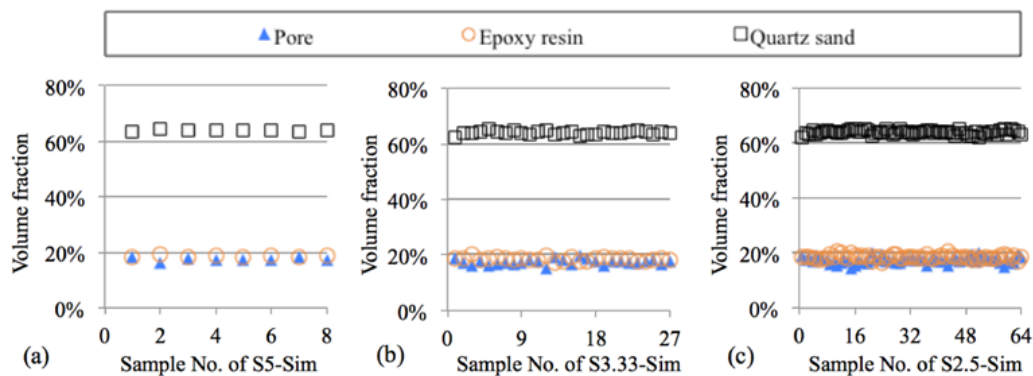 Pore Epoxy resin Quartz sand
80% 80% 80%
60% 60% 60%
40% 40% 40%
20% 20% 20%
0% 0% 0%
Volume fraction Volume fraction Volume fraction
0 2 4 6 8 0 9 18 27 0 16 32 48 64
(a) Sample No. of S5-Sim (b) Sample No. of S3.33-Sim (c) Sample No. of S2.5-Sim